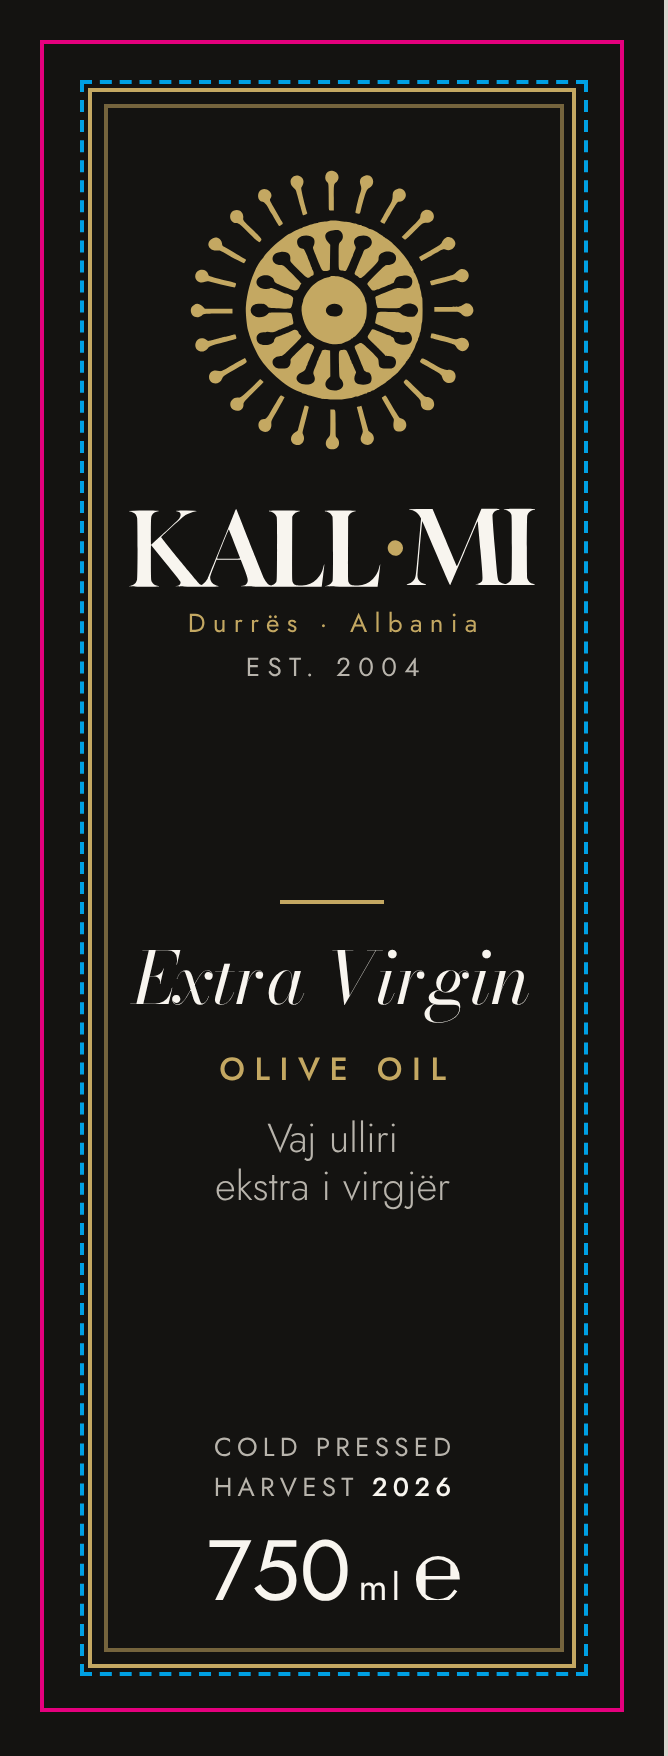 KALL·MI
Durrës · Albania
EST. 2004
Extra Virgin
OLIVE OIL
Vaj ulliri
ekstra i virgjër
COLD PRESSED
HARVEST 2026
750 ml ℮